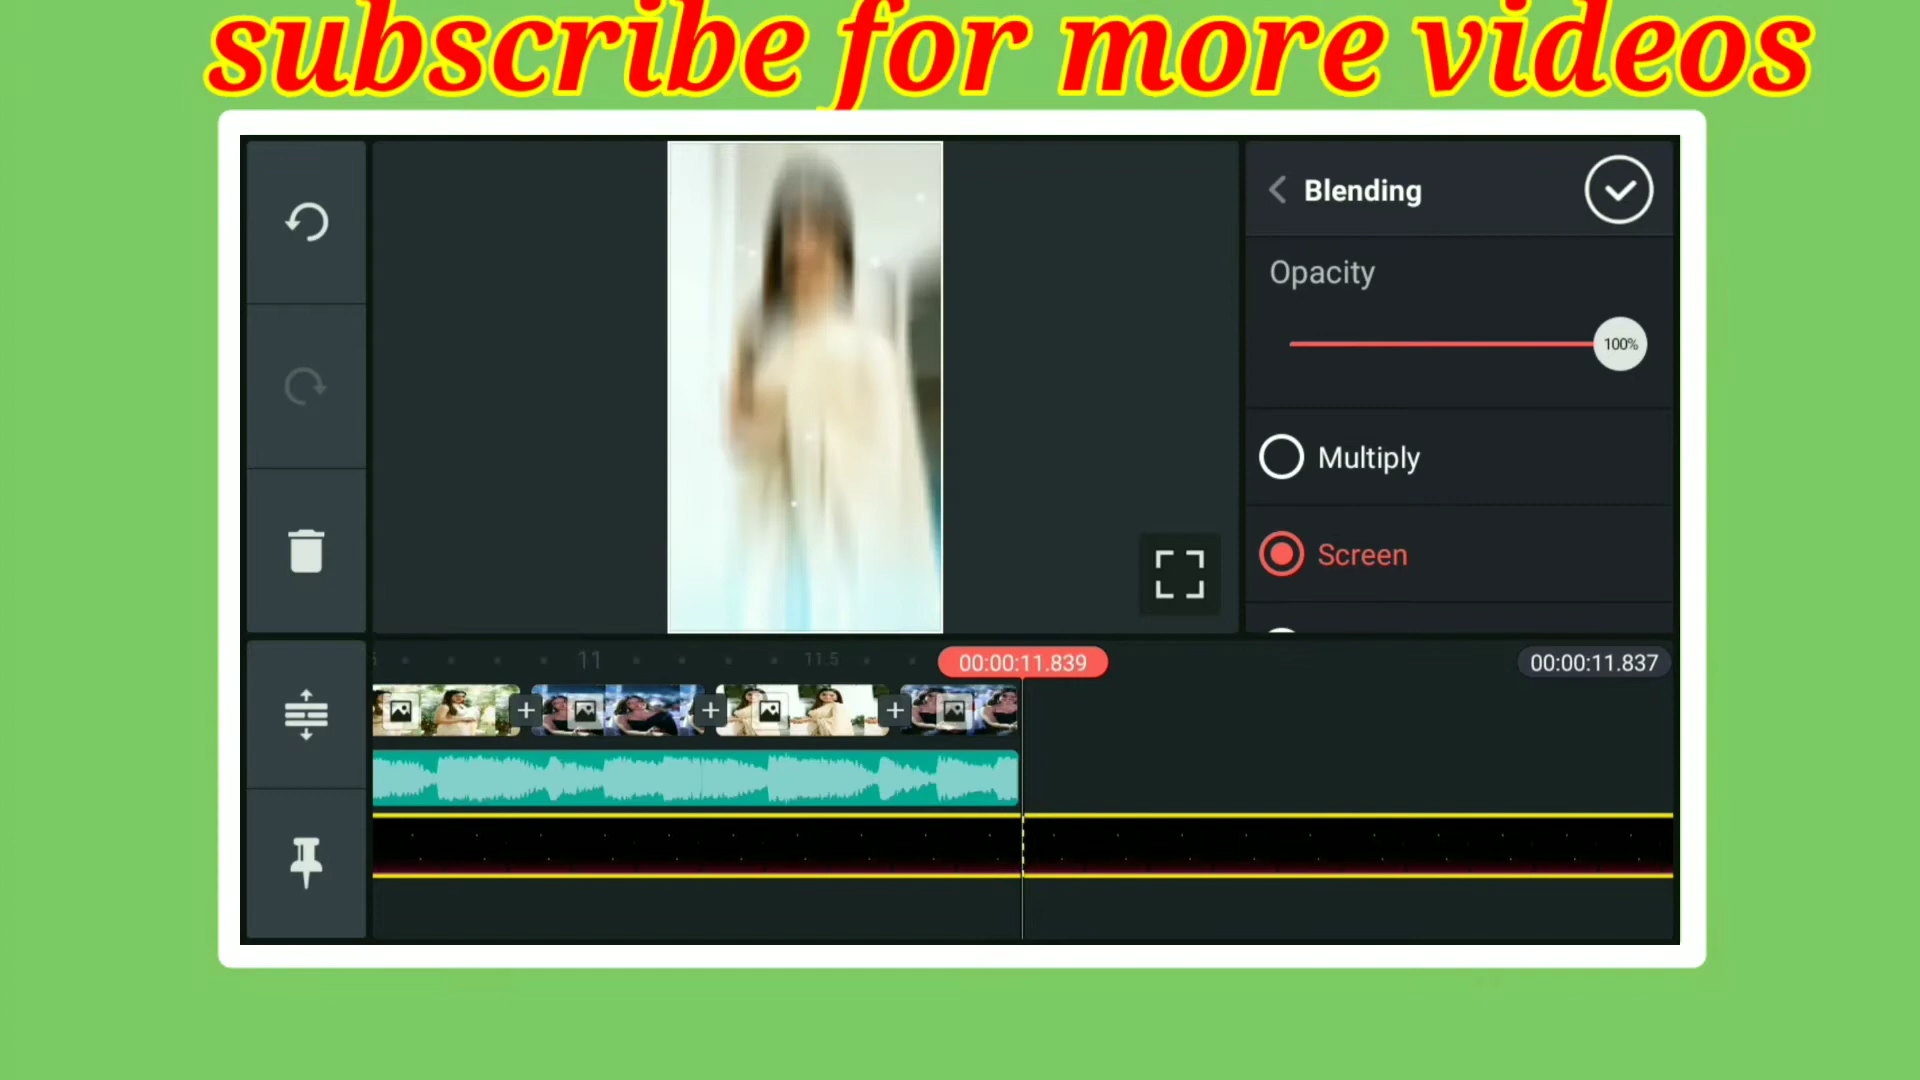 subscribe for more videos
Blending
Opacity
100%
Multiply
Screen
11
11.5
00:00:11.839
00:00:11.837